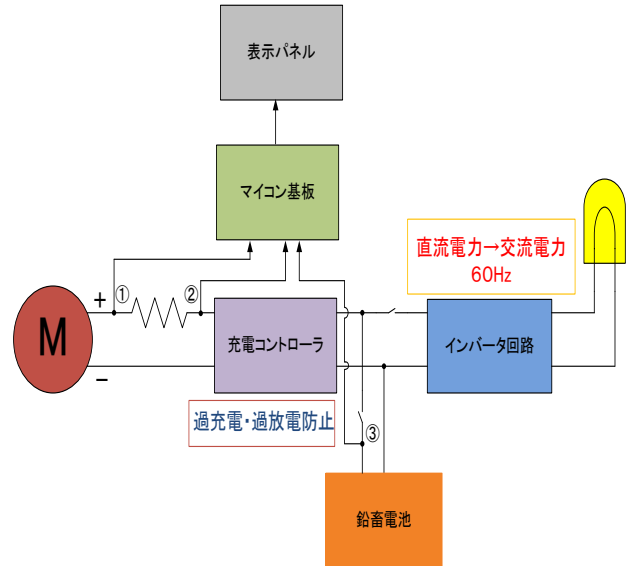 表示パネル
マイコン基板
直流電力→交流電力
60Hz
+
①
②
M
充電コントローラ
インバータ回路
−
過充電・過放電防止
③
鉛畜電池